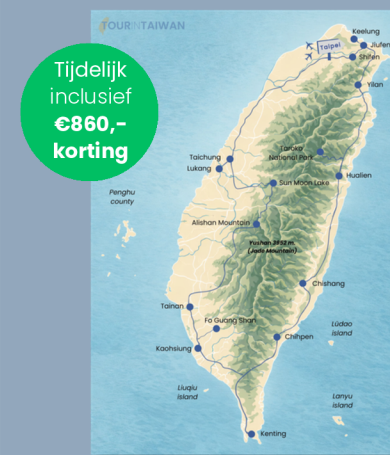 TOURINTAIWAN
Keelung
Taipei
Jiufen
Shifen
Tijdelijk
inclusief
€860,-
korting
Yilan
Taroko
National Park
Taichung
Lukang
Hualien
Sun Moon Lake
Penghu
county
Alishan Mountain
Yushan 3952 m
(Jade Mountain)
Chishang
Tainan
Fo Guang Shan
Lüdao
island
Chihpen
Kaohsiung
Liuqiu
island
Lanyu
island
Kenting